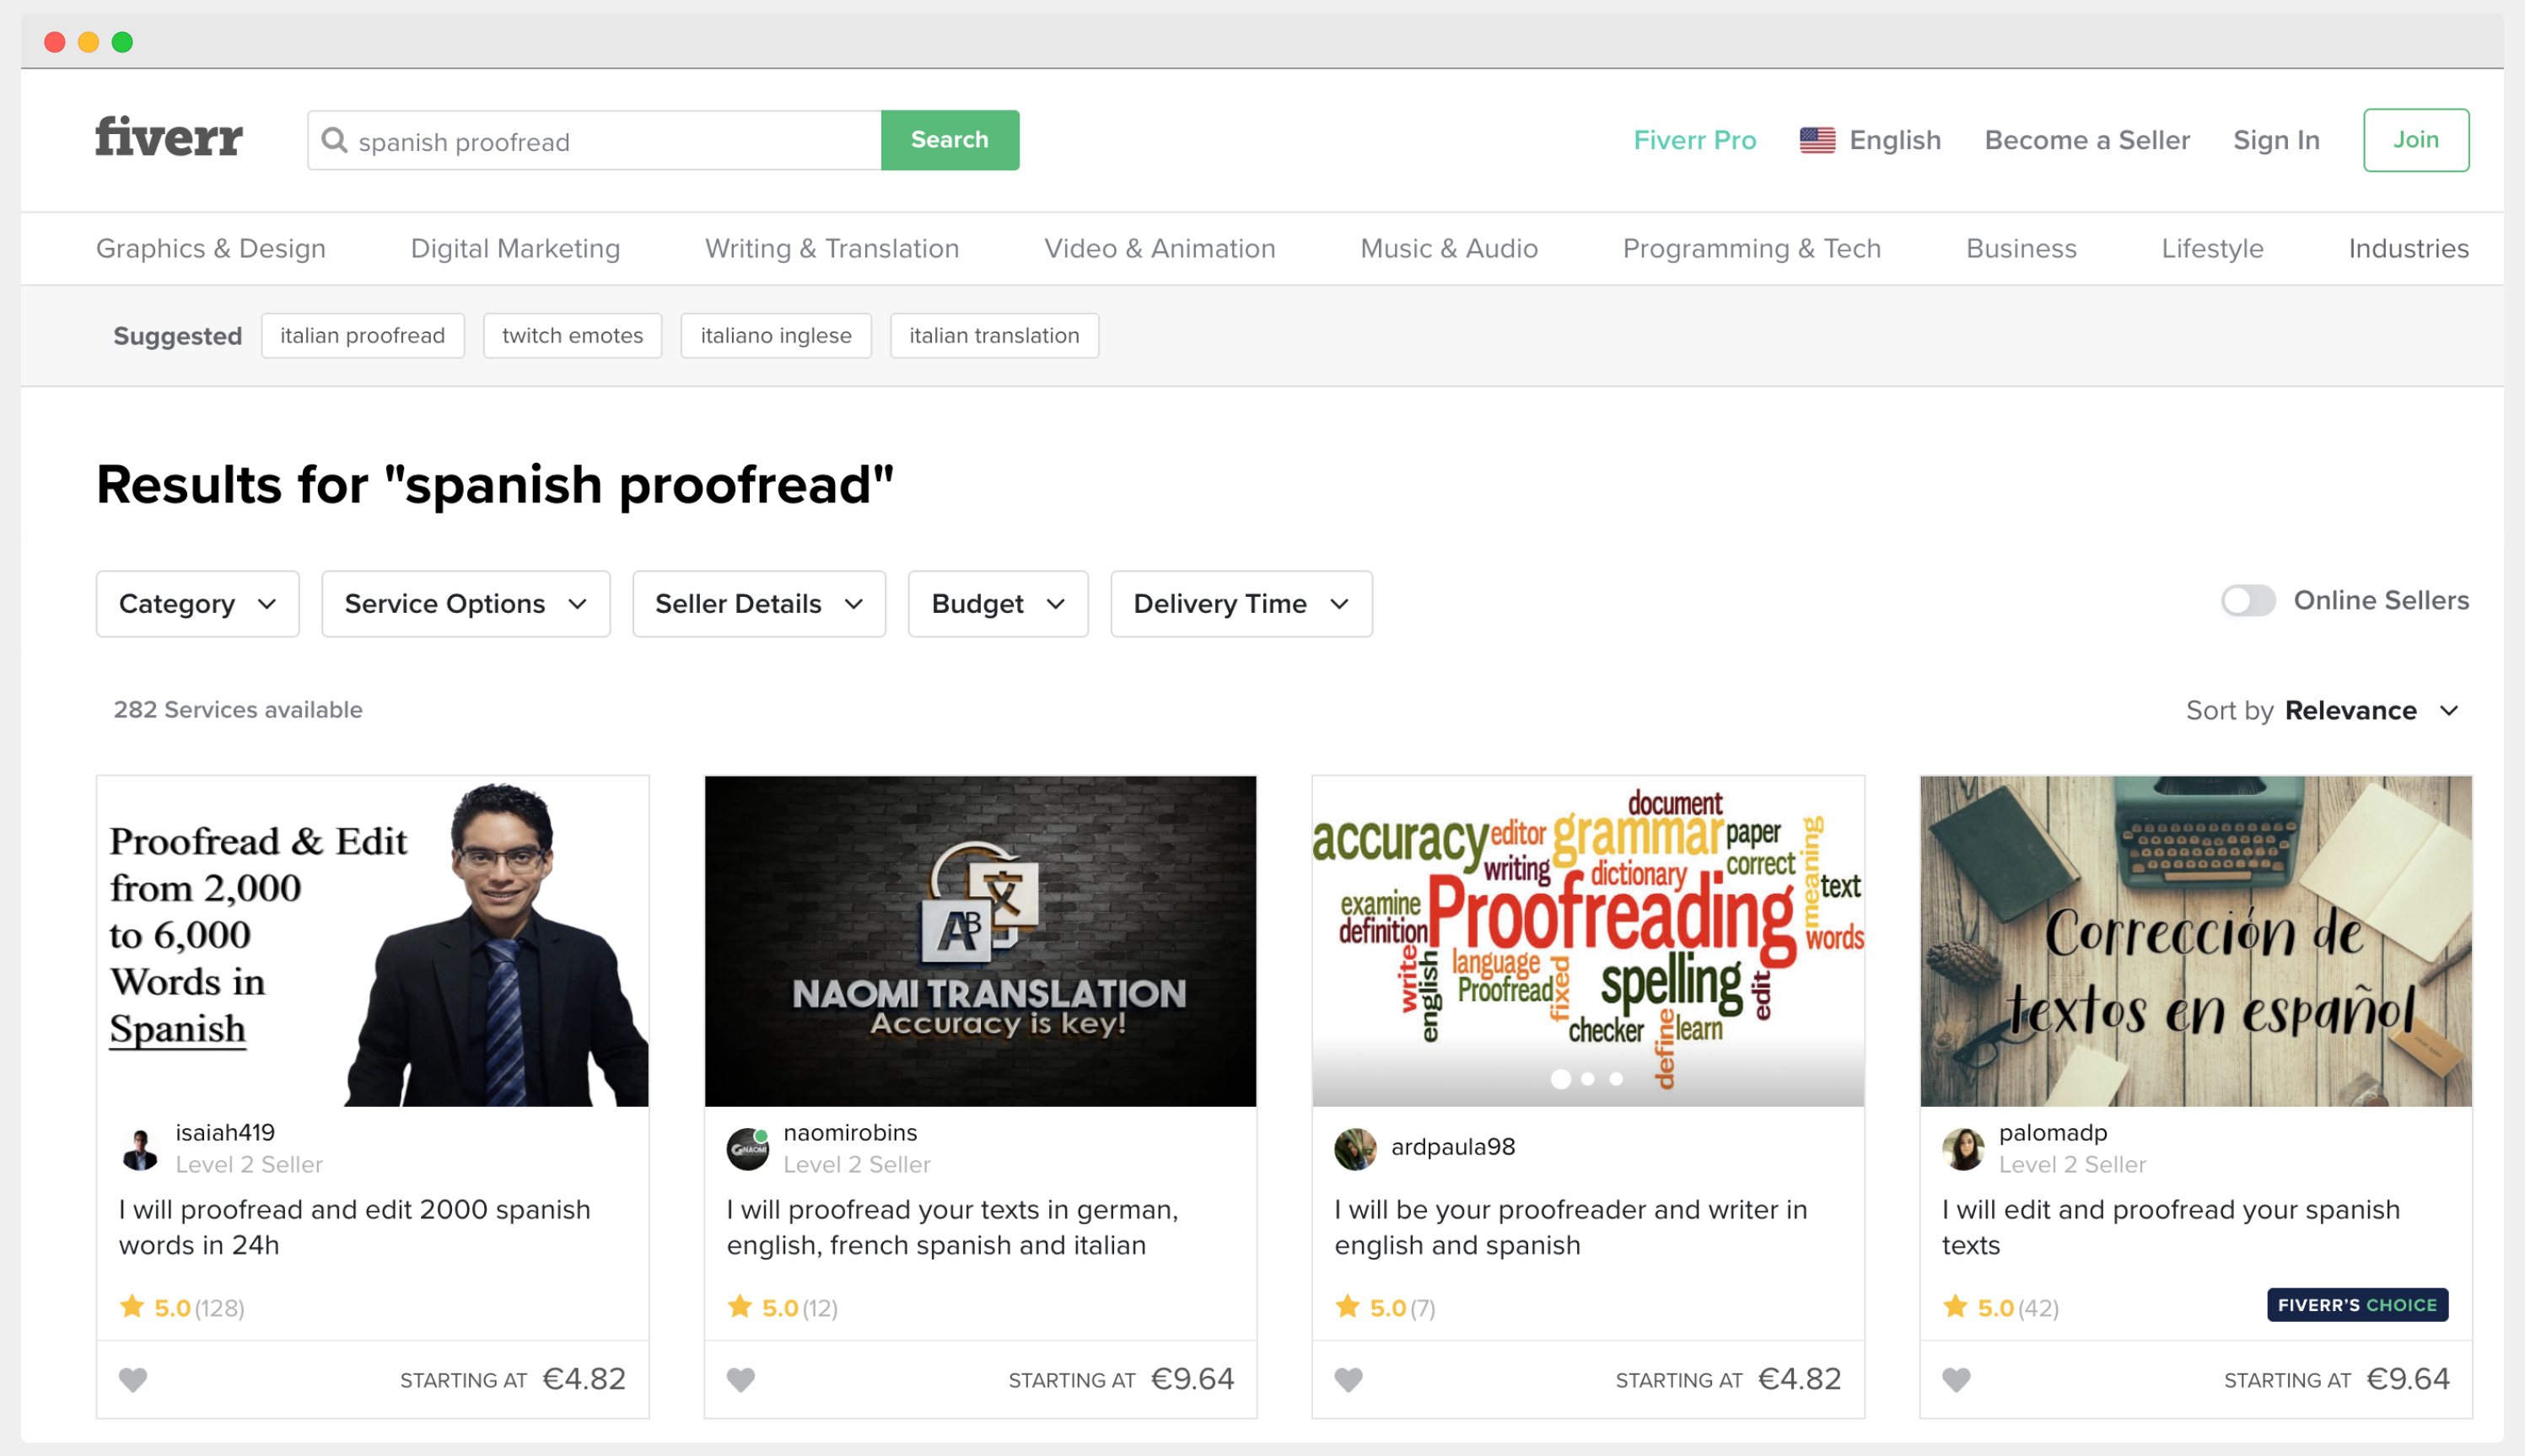 fiverr
spanish proofread
Search
Fiverr Pro
English
Become a Seller
Sign In
Join
Graphics & Design
Digital Marketing
Writing & Translation
Video & Animation
Music & Audio
Programming & Tech
Business
Lifestyle
Industries
Suggested
italian proofread
twitch emotes
italiano inglese
italian translation
Results for "spanish proofread"
Category
Service Options
Seller Details
Budget
Delivery Time
Online Sellers
282 Services available
Sort by Relevance
Proofread & Edit
from 2,000
to 6,000
Words in
Spanish
isaiah419
Level 2 Seller
I will proofread and edit 2000 spanish
words in 24h
5.0 (128)
STARTING AT €4.82
文
AB
NAOMI TRANSLATION
Accuracy is key!
NAOMI
naomirobins
Level 2 Seller
I will proofread your texts in german,
english, french spanish and italian
5.0 (12)
STARTING AT €9.64
document
accuracy
editor
grammar
paper
writing
dictionary
correct
meaning
text
examine
definition
Proofreading
words
write
english
language
Proofread
fixed
spelling
edit
checker
define
learn
ardpaula98
I will be your proofreader and writer in
english and spanish
5.0 (7)
STARTING AT €4.82
Corrección de
textos en español
palomadp
Level 2 Seller
I will edit and proofread your spanish
texts
5.0 (42)
FIVERR'S CHOICE
STARTING AT €9.64